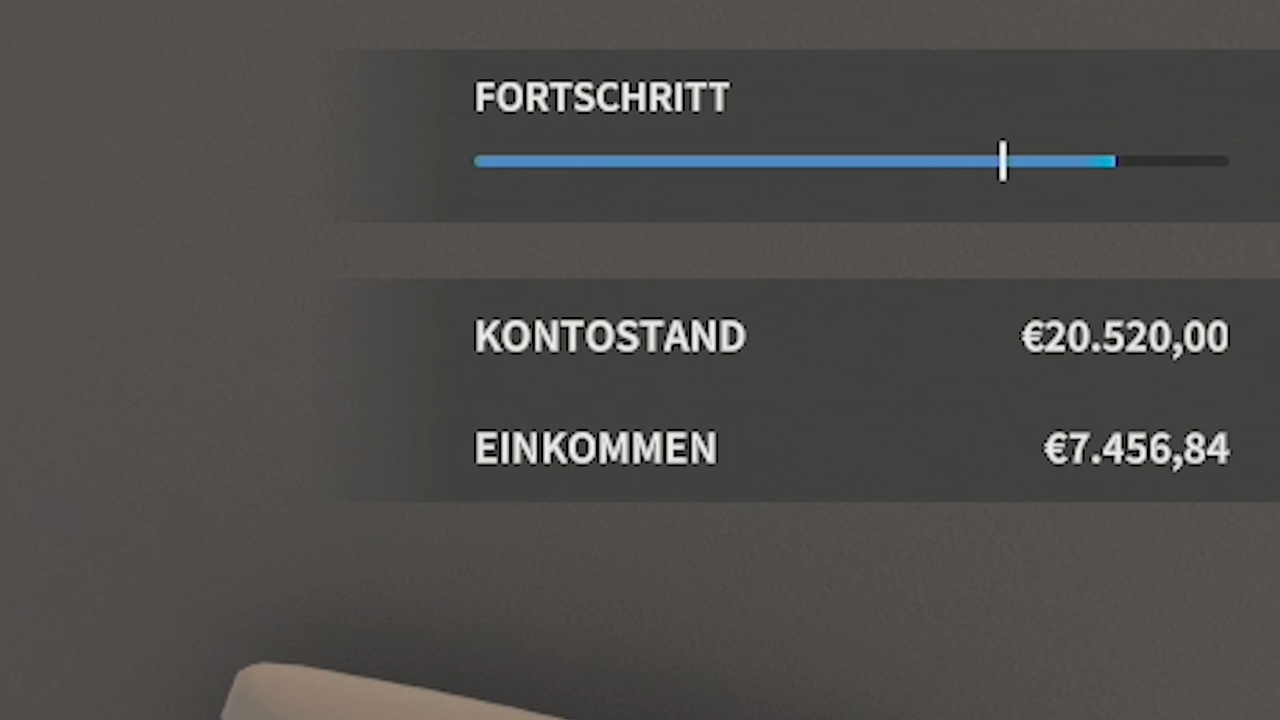 FORTSCHRITT
KONTOSTAND €20.520,00
EINKOMMEN €7.456,84